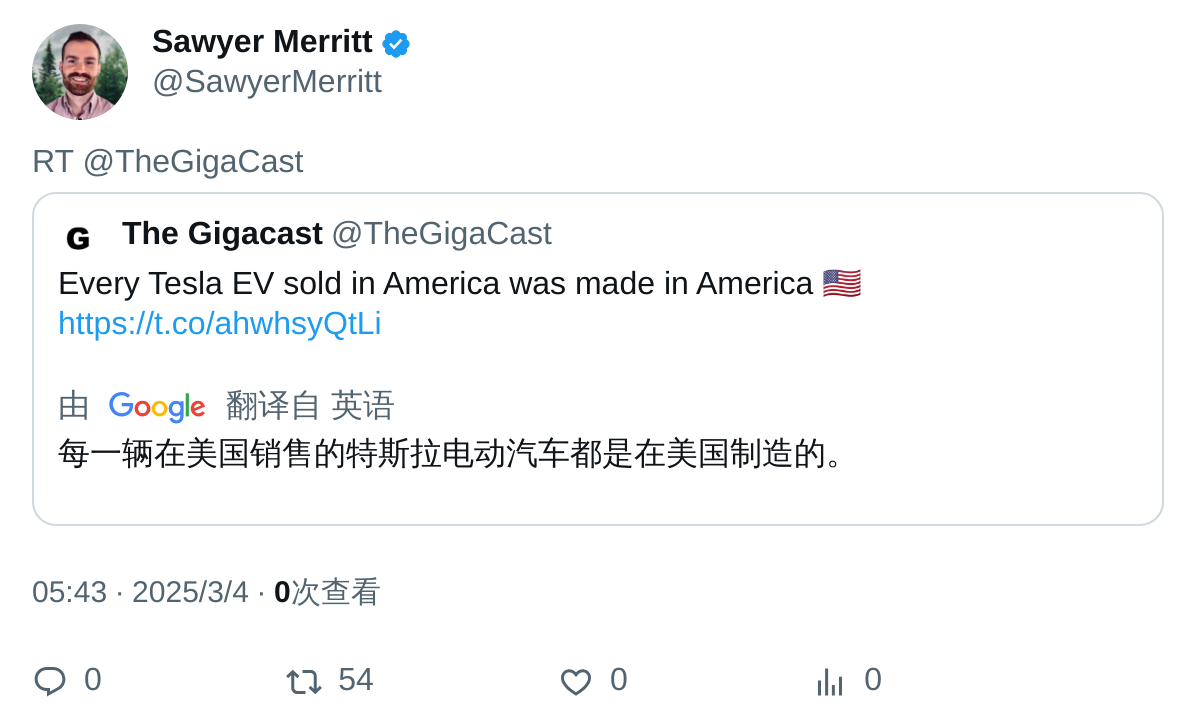 Sawyer Merritt
@SawyerMerritt
RT @TheGigaCast
G The Gigacast @TheGigaCast
Every Tesla EV sold in America was made in America 🇺🇸
https://t.co/ahwhsyQtLi
由 Google 翻译自 英语
每一辆在美国销售的特斯拉电动汽车都是在美国制造的。
05:43 · 2025/3/4 · 0次查看
0 54 0 0